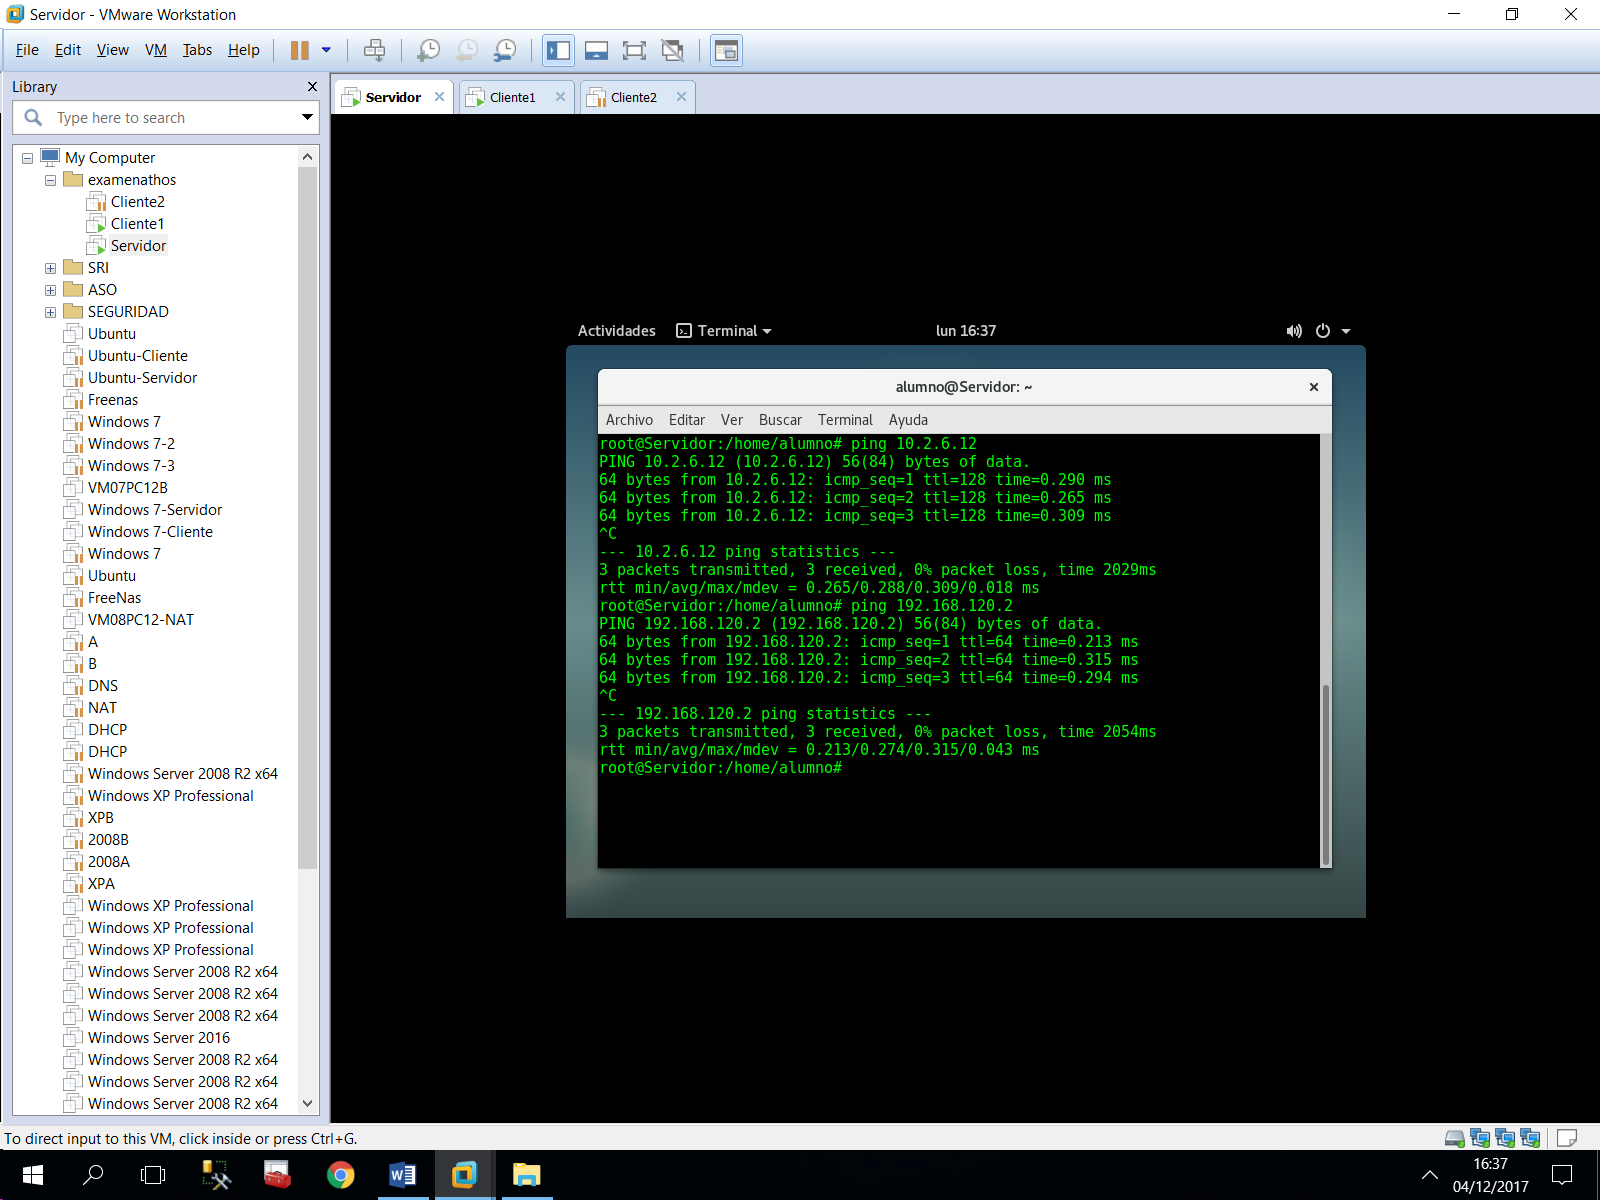 Servidor - VMware Workstation
File Edit View VM Tabs Help
Library
Type here to search
My Computer
examenathos
Cliente2
Cliente1
Servidor
SRI
ASO
SEGURIDAD
Ubuntu
Ubuntu-Cliente
Ubuntu-Servidor
Freenas
Windows 7
Windows 7-2
Windows 7-3
VM07PC12B
Windows 7-Servidor
Windows 7-Cliente
Windows 7
Ubuntu
FreeNas
VM08PC12-NAT
A
B
DNS
NAT
DHCP
DHCP
Windows Server 2008 R2 x64
Windows XP Professional
XPB
2008B
2008A
XPA
Windows XP Professional
Windows XP Professional
Windows XP Professional
Windows Server 2008 R2 x64
Windows Server 2008 R2 x64
Windows Server 2008 R2 x64
Windows Server 2016
Windows Server 2008 R2 x64
Windows Server 2008 R2 x64
Windows Server 2008 R2 x64
Servidor Cliente1 Cliente2
Actividades Terminal lun 16:37
alumno@Servidor: ~
Archivo Editar Ver Buscar Terminal Ayuda
root@Servidor:/home/alumno# ping 10.2.6.12
PING 10.2.6.12 (10.2.6.12) 56(84) bytes of data.
64 bytes from 10.2.6.12: icmp_seq=1 ttl=128 time=0.290 ms
64 bytes from 10.2.6.12: icmp_seq=2 ttl=128 time=0.265 ms
64 bytes from 10.2.6.12: icmp_seq=3 ttl=128 time=0.309 ms
^C
--- 10.2.6.12 ping statistics ---
3 packets transmitted, 3 received, 0% packet loss, time 2029ms
rtt min/avg/max/mdev = 0.265/0.288/0.309/0.018 ms
root@Servidor:/home/alumno# ping 192.168.120.2
PING 192.168.120.2 (192.168.120.2) 56(84) bytes of data.
64 bytes from 192.168.120.2: icmp_seq=1 ttl=64 time=0.213 ms
64 bytes from 192.168.120.2: icmp_seq=2 ttl=64 time=0.315 ms
64 bytes from 192.168.120.2: icmp_seq=3 ttl=64 time=0.294 ms
^C
--- 192.168.120.2 ping statistics ---
3 packets transmitted, 3 received, 0% packet loss, time 2054ms
rtt min/avg/max/mdev = 0.213/0.274/0.315/0.043 ms
root@Servidor:/home/alumno#
To direct input to this VM, click inside or press Ctrl+G.
16:37
04/12/2017